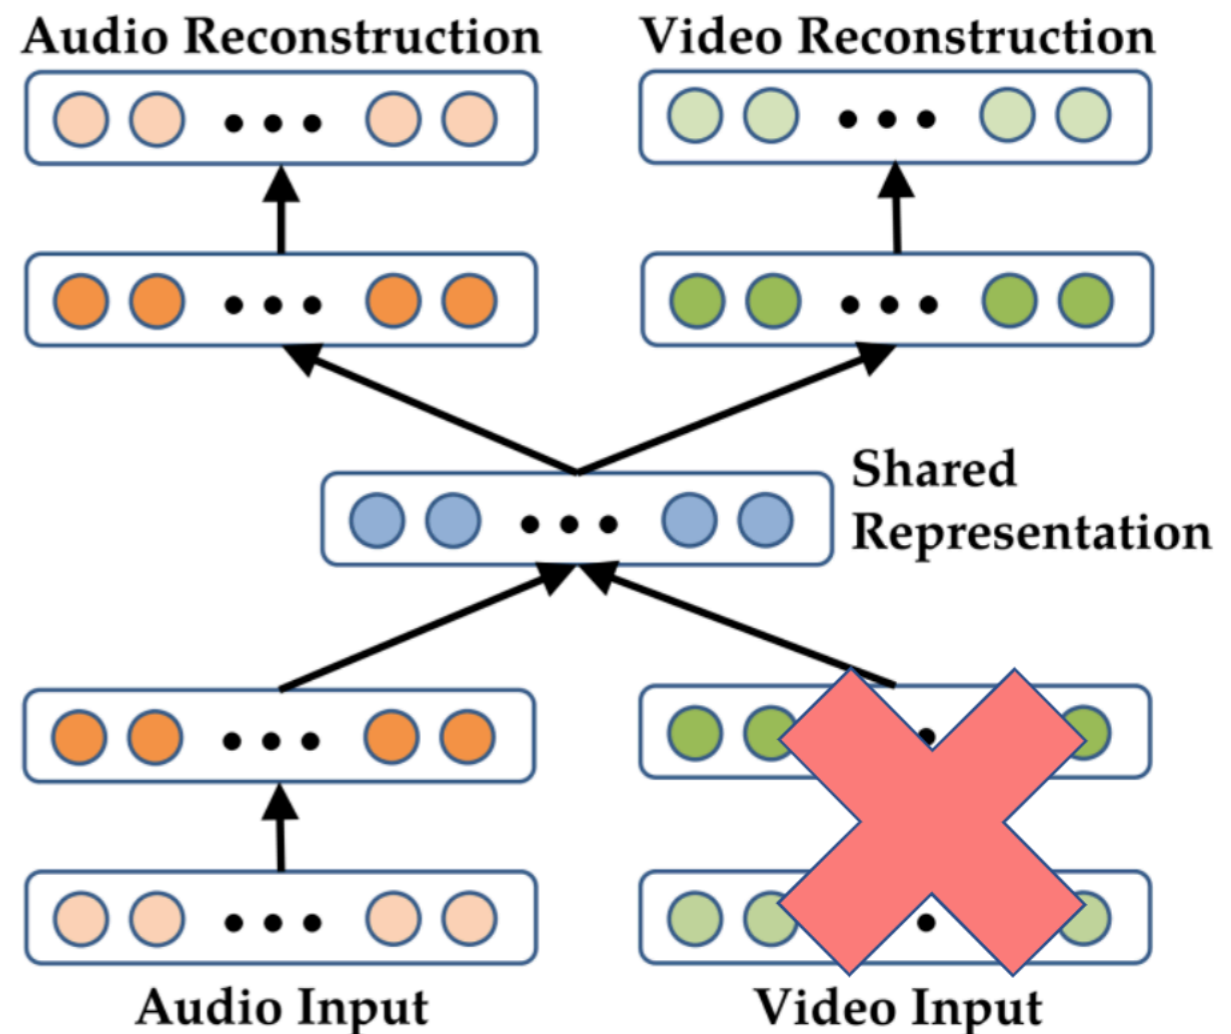 Audio Reconstruction
Video Reconstruction
Shared
Representation
Audio Input
Video Input